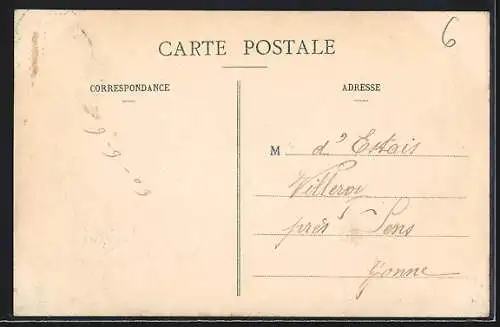 6
CARTE POSTALE
CORRESPONDANCE
ADRESSE
M d' Estais
Villeroy
près Sens
Yonne